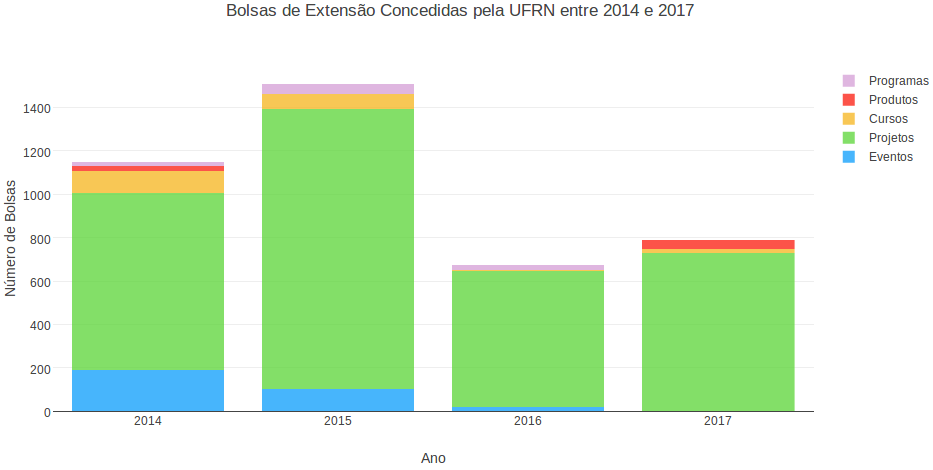 Bolsas de Extensão Concedidas pela UFRN entre 2014 e 2017
Programas
Produtos
Cursos
Projetos
Eventos
Número de Bolsas
1400
1200
1000
800
600
400
200
0
2014 2015 2016 2017
Ano